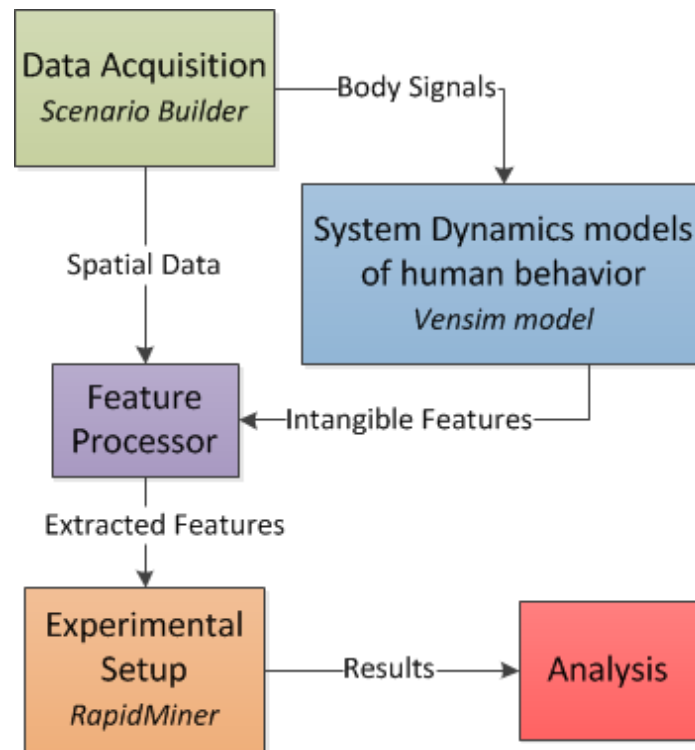 Data Acquisition
Scenario Builder
Body Signals
System Dynamics models
of human behavior
Vensim model
Spatial Data
Feature
Processor
Intangible Features
Extracted Features
Experimental
Setup
RapidMiner
Results
Analysis